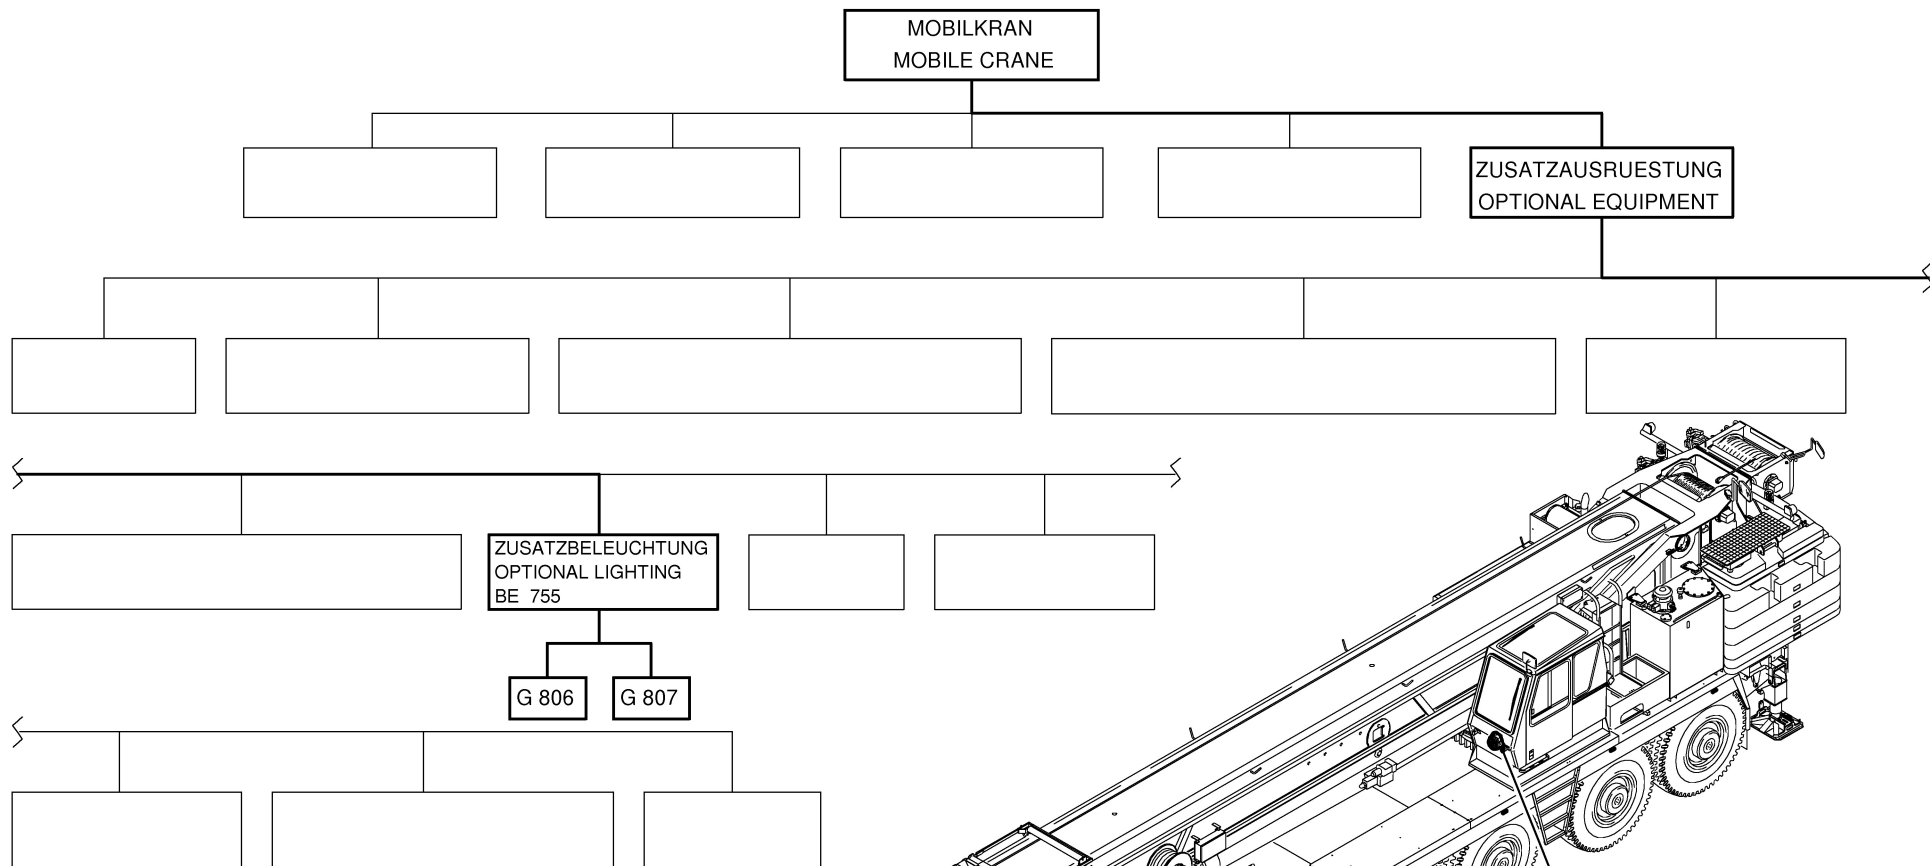 MOBILKRAN
MOBILE CRANE
ZUSATZAUSRUESTUNG
OPTIONAL EQUIPMENT
ZUSATZBELEUCHTUNG
OPTIONAL LIGHTING
BE 755
G 806
G 807